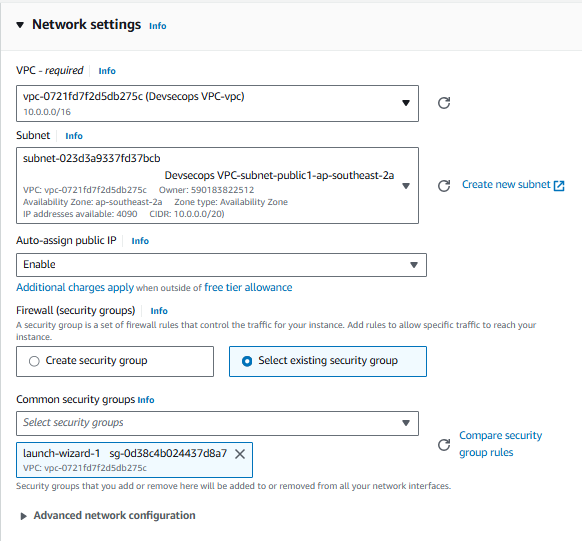 Network settings Info
VPC - required Info
vpc-0721fd7f2d5db275c (Devsecops VPC-vpc)
10.0.0.0/16
Subnet Info
subnet-023d3a9337fd37bcb
Devsecops VPC-subnet-public1-ap-southeast-2a
VPC: vpc-0721fd7f2d5db275c Owner: 590183822512
Availability Zone: ap-southeast-2a Zone type: Availability Zone
IP addresses available: 4090 CIDR: 10.0.0.0/20)
Create new subnet
Auto-assign public IP Info
Enable
Additional charges apply when outside of free tier allowance
Firewall (security groups) Info
A security group is a set of firewall rules that control the traffic for your instance. Add rules to allow specific traffic to reach your
instance.
Create security group
Select existing security group
Common security groups Info
Select security groups
launch-wizard-1 sg-0d38c4b024437d8a7
VPC: vpc-0721fd7f2d5db275c
Compare security
group rules
Security groups that you add or remove here will be added to or removed from all your network interfaces.
Advanced network configuration